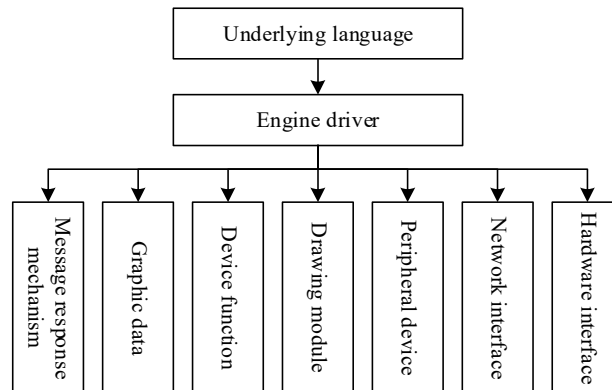 Underlying language
Engine driver
Message response
mechanism
Graphic data
Device function
Drawing module
Peripheral device
Network interface
Hardware interface